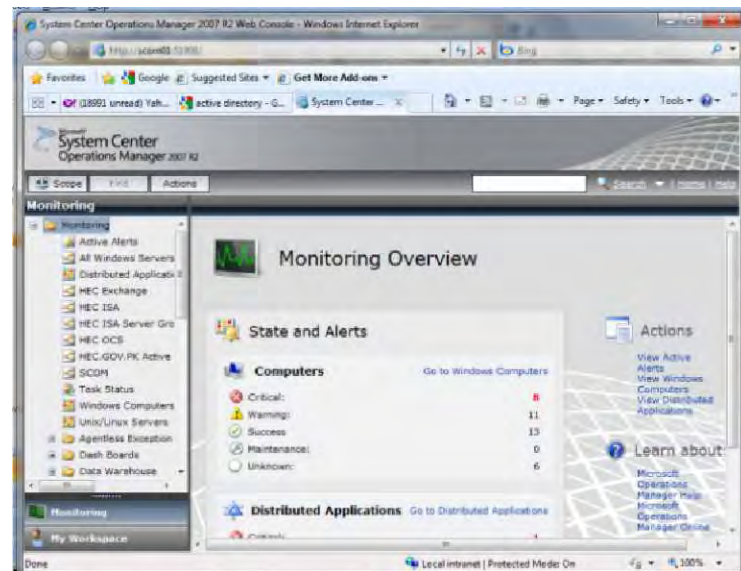 System Center Operations Manager 2007 R2 Web Console - Windows Internet Explorer
Bing
Favorites Google Suggested Sites Get More Add-ons
(18991 unread) Yah... active directory - G... System Center ... Page Safety Tools
Microsoft
System Center
Operations Manager 2007 R2
Scope Find Actions Search
Monitoring
Monitoring
Active Alerts
All Windows Servers
Distributed Applicati
HEC Exchange
HEC ISA
HEC ISA Server Gro
HEC OCS
HEC.GOV.PK Active
SCOM
Task Status
Windows Computers
Unix/Linux Servers
Agentless Exception
Dash Boards
Data Warehouse
Monitoring
My Workspace
Monitoring Overview
State and Alerts
Computers Go to Windows Computers
Critical: 8
Warning: 11
Success 13
Maintenance: 0
Unknown: 6
Distributed Applications Go to Distributed Applications
Actions
View Active
Alerts
View Windows
Computers
View Distributed
Applications
Learn about
Microsoft
Operations
Manager Help
Microsoft
Operations
Manager Online
Done Local intranet | Protected Mode: On 100%